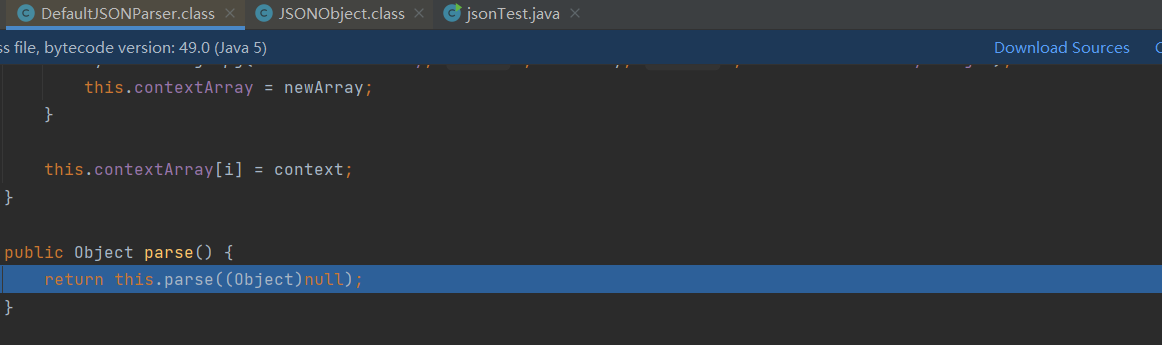 DefaultJSONParser.class JSONObject.class jsonTest.java
ss file, bytecode version: 49.0 (Java 5) Download Sources
this.contextArray = newArray;
}
this.contextArray[i] = context;
}
public Object parse() {
return this.parse((Object)null);
}